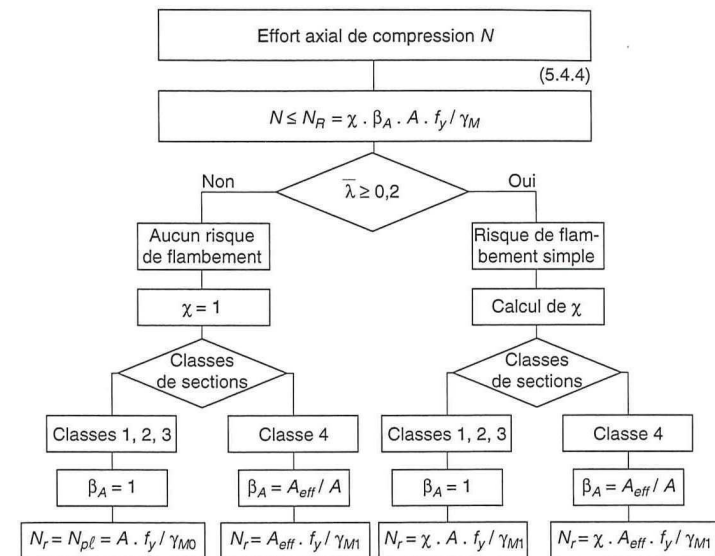 Effort axial de compression N
(5.4.4)
N ≤ N_R = χ . β_A . A . f_y / γ_M
Non
λ̄ ≥ 0,2
Oui
Aucun risque
de flambement
Risque de flam-
bement simple
χ = 1
Calcul de χ
Classes
de sections
Classes
de sections
Classes 1, 2, 3
Classe 4
Classes 1, 2, 3
Classe 4
β_A = 1
β_A = A_eff / A
β_A = 1
β_A = A_eff / A
N_r = N_pℓ = A . f_y / γ_M0
N_r = A_eff . f_y / γ_M1
N_r = χ . A . f_y / γ_M1
N_r = χ . A_eff . f_y / γ_M1